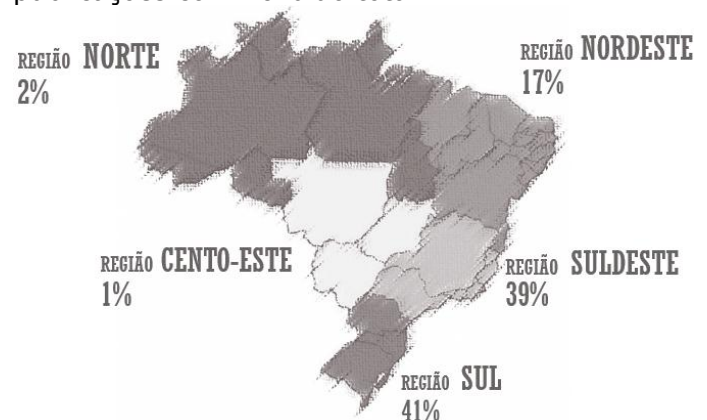 REGIÃO NORTE
2%
REGIÃO NORDESTE
17%
REGIÃO CENTO-ESTE
1%
REGIÃO SULDESTE
39%
REGIÃO SUL
41%